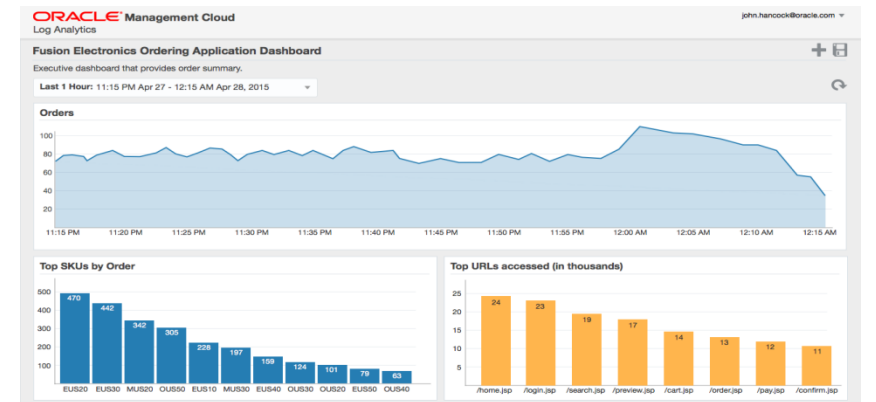 ORACLE® Management Cloud
john.hancock@oracle.com
Log Analytics
Fusion Electronics Ordering Application Dashboard
Executive dashboard that provides order summary.
Last 1 Hour: 11:15 PM Apr 27 - 12:15 AM Apr 28, 2015
Orders
100
80
60
40
20
11:15 PM 11:20 PM 11:25 PM 11:30 PM 11:35 PM 11:40 PM 11:45 PM 11:50 PM 11:55 PM 12:00 AM 12:05 AM 12:10 AM 12:15 AM
Top SKUs by Order
500
400
300
200
100
470 442 342 305 228 197 159 124 101 79 63
EUS20 EUS30 MUS20 OUS50 EUS10 MUS30 EUS40 OUS30 OUS20 EUS50 OUS40
Top URLs accessed (in thousands)
25
20
15
10
5
24 23 19 17 14 13 12 11
/home.jsp /login.jsp /search.jsp /preview.jsp /cart.jsp /order.jsp /pay.jsp /confirm.jsp